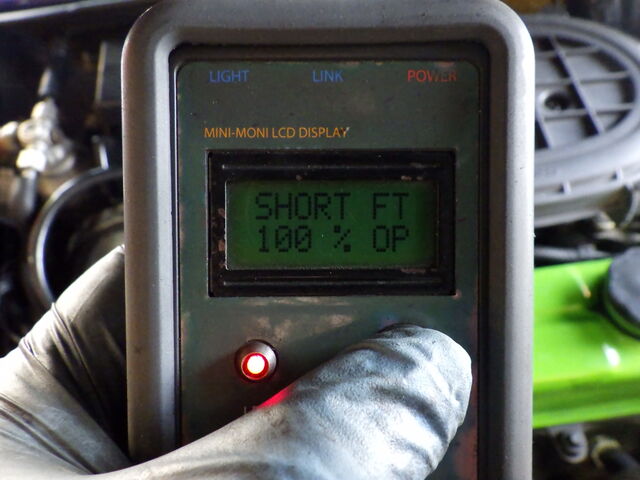 LIGHT LINK POWER
MINI-MONI LCD DISPLAY
SHORT FT
100 % OP